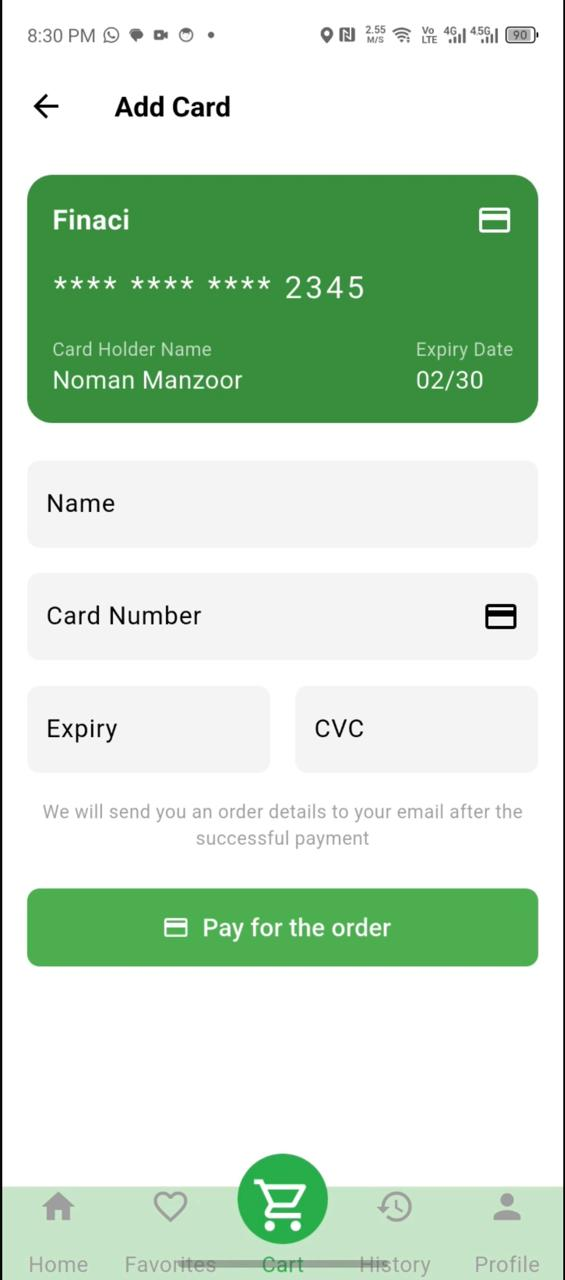 8:30 PM 2.55 M/S Vo LTE 4G 4.5G 90
Add Card
Finaci
**** **** **** 2345
Card Holder Name Expiry Date
Noman Manzoor 02/30
Name
Card Number
Expiry CVC
We will send you an order details to your email after the
successful payment
Pay for the order
Home Favorites Cart History Profile